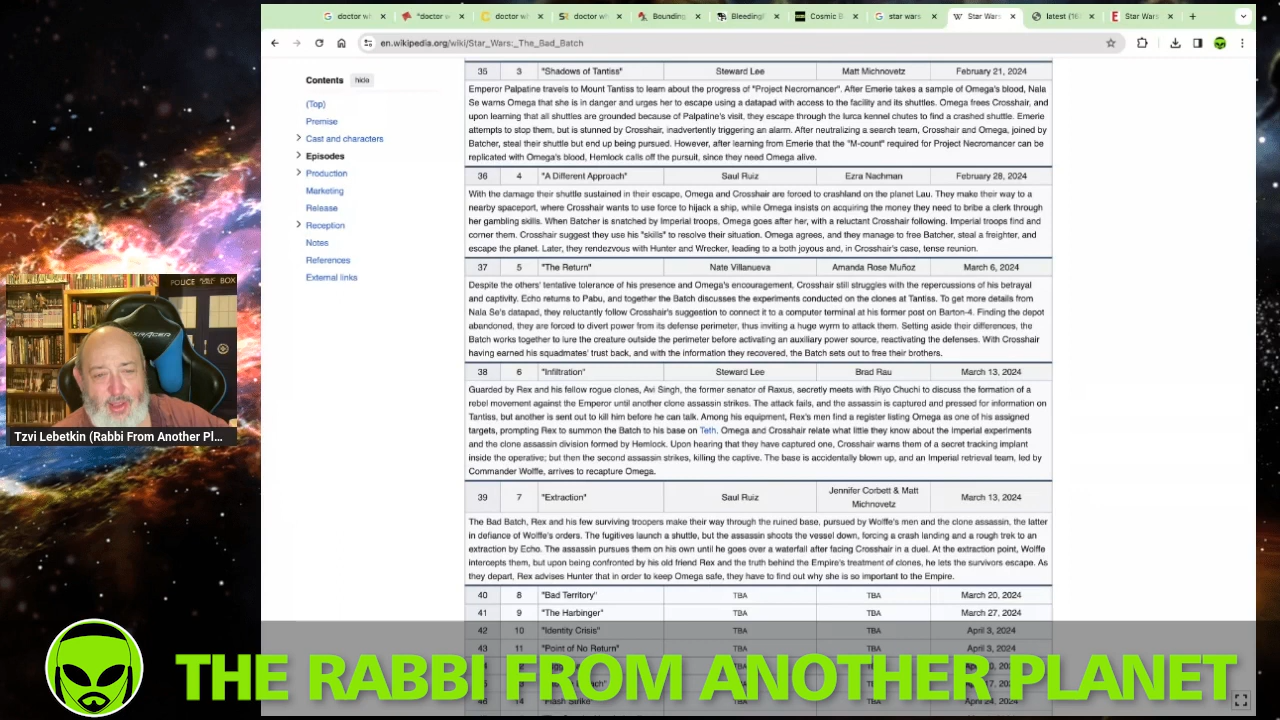 doctor wh
"doctor e
doctor wh
doctor wh
Bounding
Bleeding
Cosmic B
star wars
Star Wars
latest (16
Star Wars
en.wikipedia.org/wiki/Star_Wars:_The_Bad_Batch
Contents hide
(Top)
Premise
Cast and characters
Episodes
Production
Marketing
Release
Reception
Notes
References
External links
35 3 "Shadows of Tantiss" Steward Lee Matt Michnovetz February 21, 2024
Emperor Palpatine travels to Mount Tantiss to learn about the progress of "Project Necromancer". After Emerie takes a sample of Omega's blood, Nala
Se warns Omega that she is in danger and urges her to escape using a datapad with access to the facility and its shuttles. Omega frees Crosshair, and
upon learning that all shuttles are grounded because of Palpatine's visit, they escape through the lurca kennel chutes to find a crashed shuttle. Emerie
attempts to stop them, but is stunned by Crosshair, inadvertently triggering an alarm. After neutralizing a search team, Crosshair and Omega, joined by
Batcher, steal their shuttle but end up being pursued. However, after learning from Emerie that the "M-count" required for Project Necromancer can be
replicated with Omega's blood, Hemlock calls off the pursuit, since they need Omega alive.
36 4 "A Different Approach" Saul Ruiz Ezra Nachman February 28, 2024
With the damage their shuttle sustained in their escape, Omega and Crosshair are forced to crashland on the planet Lau. They make their way to a
nearby spaceport, where Crosshair wants to use force to hijack a ship, while Omega insists on acquiring the money they need to bribe a clerk through
her gambling skills. When Batcher is snatched by Imperial troops, Omega goes after her, with a reluctant Crosshair following. Imperial troops find and
corner them. Crosshair suggest they use his "skills" to resolve their situation. Omega agrees, and they manage to free Batcher, steal a freighter, and
escape the planet. Later, they rendezvous with Hunter and Wrecker, leading to a both joyous and, in Crosshair's case, tense reunion.
37 5 "The Return" Nate Villanueva Amanda Rose Muñoz March 6, 2024
Despite the others' tentative tolerance of his presence and Omega's encouragement, Crosshair still struggles with the repercussions of his betrayal
and captivity. Echo returns to Pabu, and together the Batch discusses the experiments conducted on the clones at Tantiss. To get more details from
Nala Se's datapad, they reluctantly follow Crosshair's suggestion to connect it to a computer terminal at his former post on Barton-4. Finding the depot
abandoned, they are forced to divert power from its defense perimeter, thus inviting a huge wyrm to attack them. Setting aside their differences, the
Batch works together to lure the creature outside the perimeter before activating an auxiliary power source, reactivating the defenses. With Crosshair
having earned his squadmates' trust back, and with the information they recovered, the Batch sets out to free their brothers.
38 6 "Infiltration" Steward Lee Brad Rau March 13, 2024
Guarded by Rex and his fellow rogue clones, Avi Singh, the former senator of Raxus, secretly meets with Riyo Chuchi to discuss the formation of a
rebel movement against the Emperor until another clone assassin strikes. The attack fails, and the assassin is captured and pressed for information on
Tantiss, but another is sent out to kill him before he can talk. Among his equipment, Rex's men find a register listing Omega as one of his assigned
targets, prompting Rex to summon the Batch to his base on Teth. Omega and Crosshair relate what little they know about the Imperial experiments
and the clone assassin division formed by Hemlock. Upon hearing that they have captured one, Crosshair warns them of a secret tracking implant
inside the operative; but then the second assassin strikes, killing the captive. The base is accidentally blown up, and an Imperial retrieval team, led by
Commander Wolffe, arrives to recapture Omega.
39 7 "Extraction" Saul Ruiz Jennifer Corbett & Matt Michnovetz March 13, 2024
The Bad Batch, Rex and his few surviving troopers make their way through the ruined base, pursued by Wolffe's men and the clone assassin, the latter
in defiance of Wolffe's orders. The fugitives launch a shuttle, but the assassin shoots the vessel down, forcing a crash landing and a rough trek to an
extraction by Echo. The assassin pursues them on his own until he goes over a waterfall after facing Crosshair in a duel. At the extraction point, Wolffe
intercepts them, but upon being confronted by his old friend Rex and the truth behind the Empire's treatment of clones, he lets the survivors escape. As
they depart, Rex advises Hunter that in order to keep Omega safe, they have to find out why she is so important to the Empire.
40 8 "Bad Territory" TBA TBA March 20, 2024
41 9 "The Harbinger" TBA TBA March 27, 2024
42 10 "Identity Crisis" TBA TBA April 3, 2024
43 11 "Point of No Return" TBA TBA April 3, 2024
14 "Flash Strike" TBA TBA April 24, 2024
POLICE BOX
Tzvi Lebetkin (Rabbi From Another Pl...
THE RABBI FROM ANOTHER PLANET